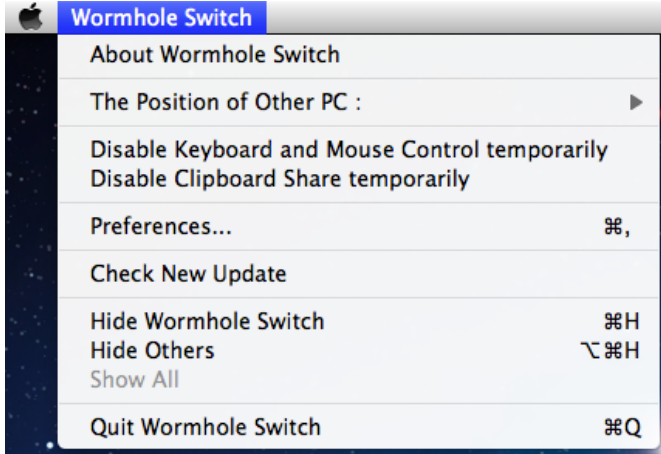 Wormhole Switch
About Wormhole Switch
The Position of Other PC :
Disable Keyboard and Mouse Control temporarily
Disable Clipboard Share temporarily
Preferences... ⌘,
Check New Update
Hide Wormhole Switch ⌘H
Hide Others ⌥⌘H
Show All
Quit Wormhole Switch ⌘Q